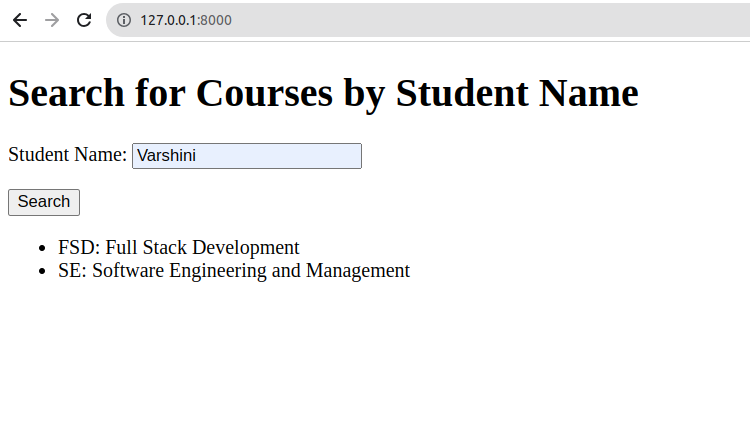 127.0.0.1:8000
Search for Courses by Student Name
Student Name: Varshini
Search
FSD: Full Stack Development
SE: Software Engineering and Management